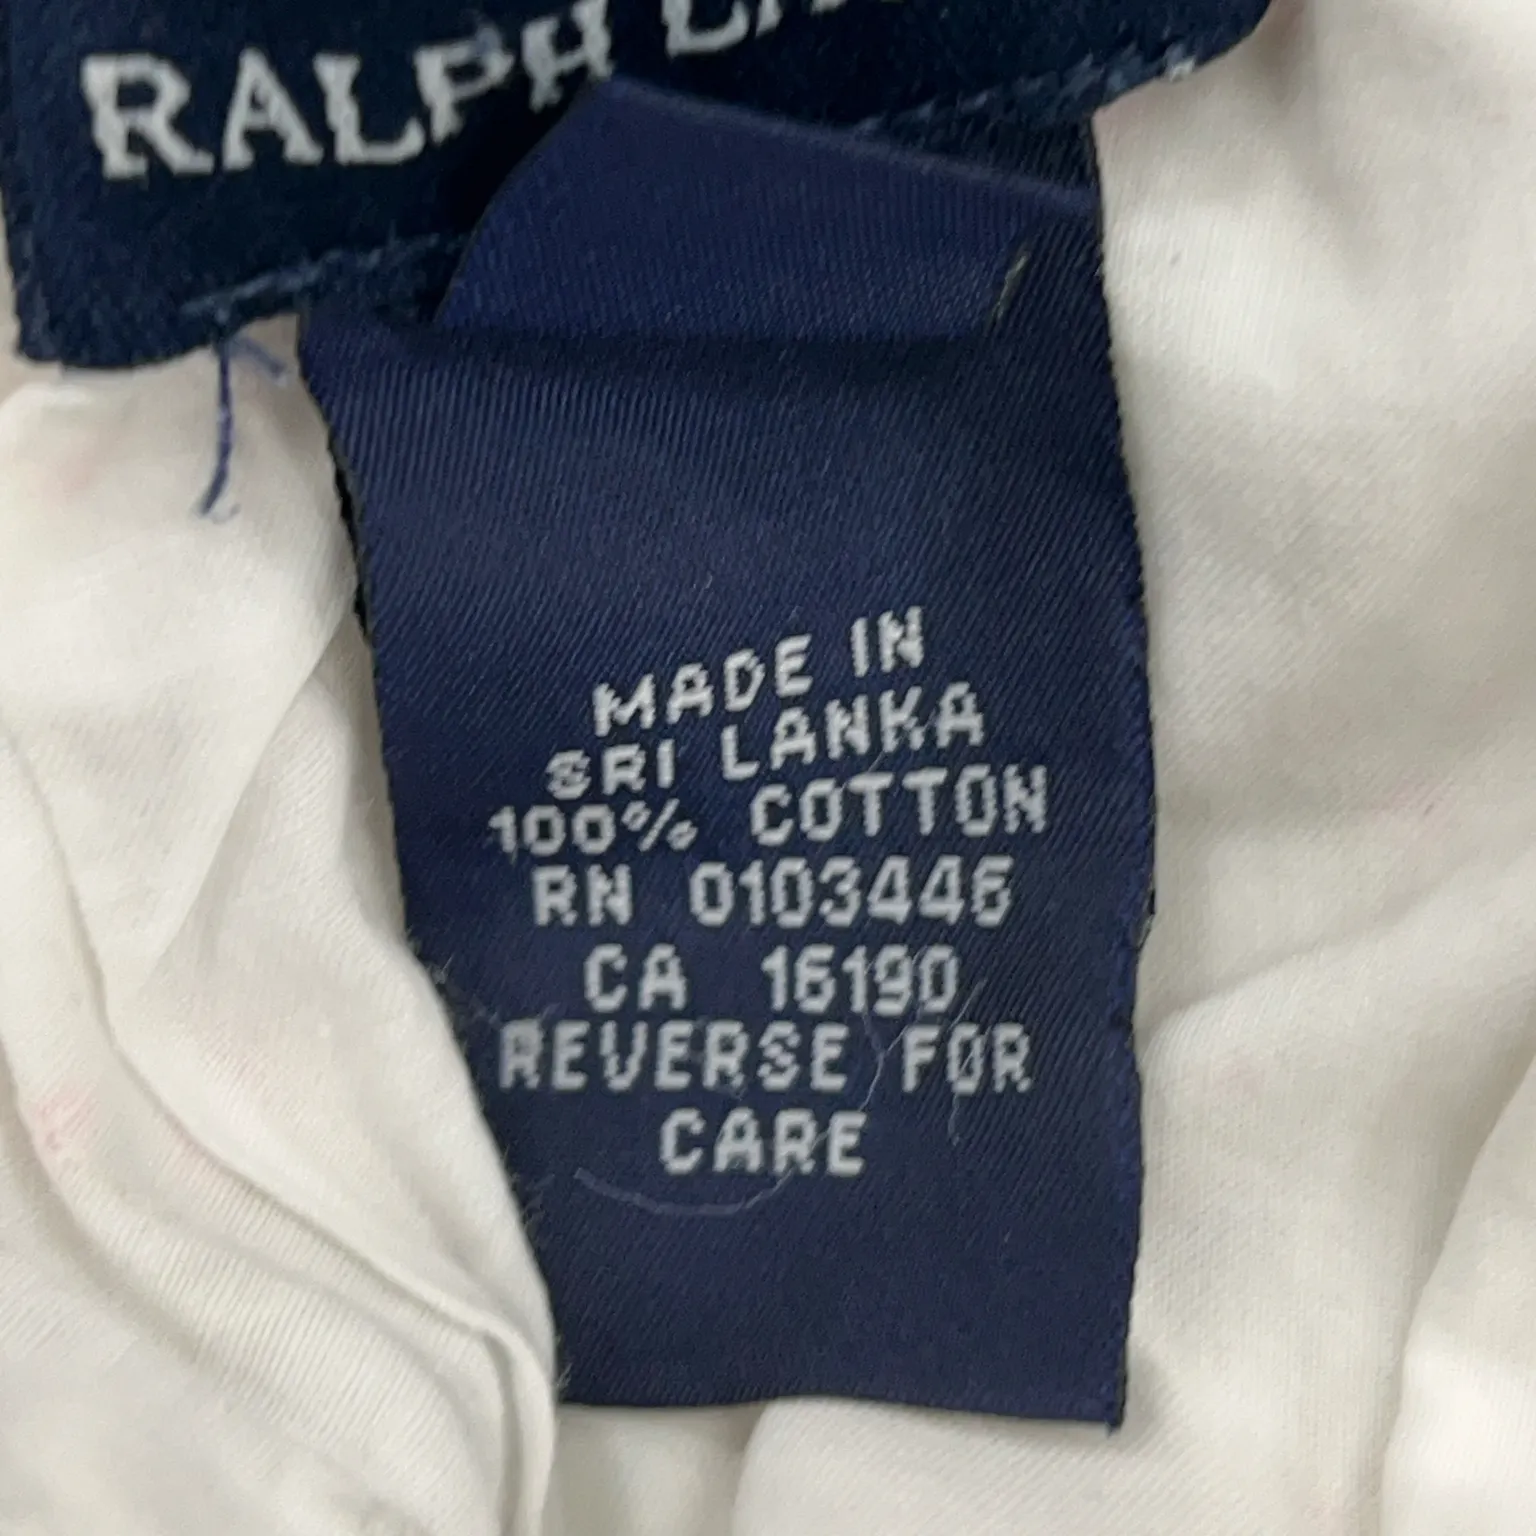 RALPH
MADE IN
SRI LANKA
100% COTTON
RN 0103446
CA 16190
REVERSE FOR
CARE